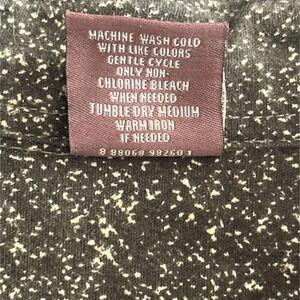 MACHINE WASH COLD
WITH LIKE COLORS
GENTLE CYCLE
ONLY NON-
CHLORINE BLEACH
WHEN NEEDED
TUMBLE DRY MEDIUM
WARM IRON
IF NEEDED
8 88068 98260 1